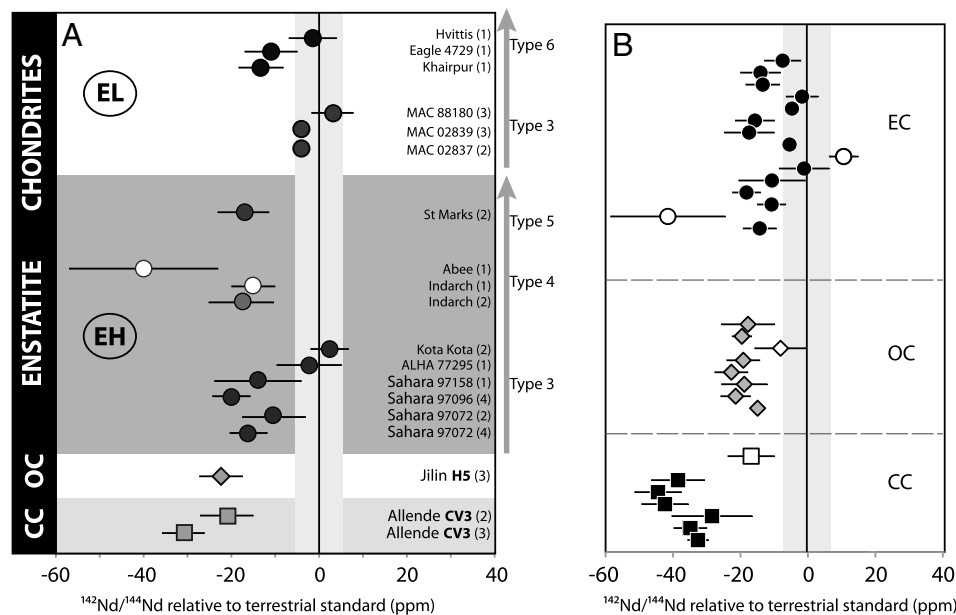 A
CHONDRITES
ENSTATITE
OC
CC
EL
EH
Hvittis (1)
Eagle 4729 (1)
Khairpur (1)
MAC 88180 (3)
MAC 02839 (3)
MAC 02837 (2)
St Marks (2)
Abee (1)
Indarch (1)
Indarch (2)
Kota Kota (2)
ALHA 77295 (1)
Sahara 97158 (1)
Sahara 97096 (4)
Sahara 97072 (2)
Sahara 97072 (4)
Jilin H5 (3)
Allende CV3 (2)
Allende CV3 (3)
Type 6
Type 3
Type 5
Type 4
Type 3
-60 -40 -20 0 20 40
¹⁴²Nd/¹⁴⁴Nd relative to terrestrial standard (ppm)
B
EC
OC
CC
-60 -40 -20 0 20 40
¹⁴²Nd/¹⁴⁴Nd relative to terrestrial standard (ppm)